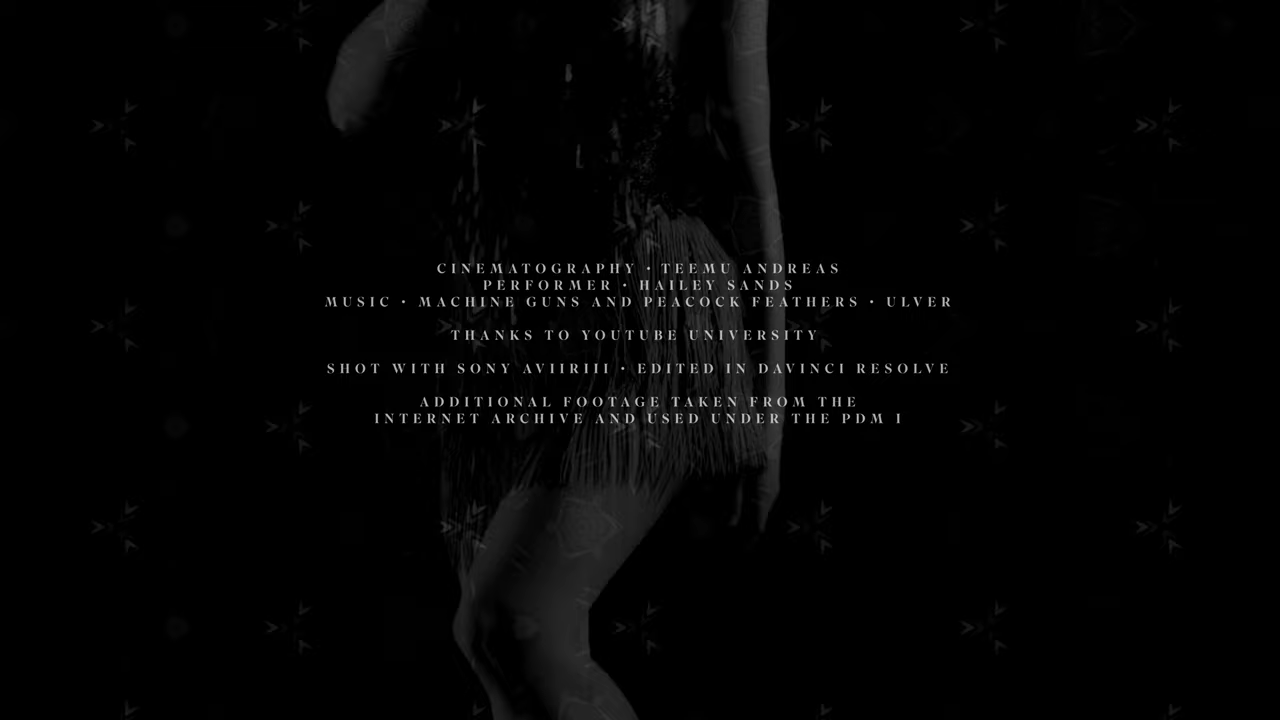 CINEMATOGRAPHY • TEEMU ANDREAS
PERFORMER • HAILEY SANDS
MUSIC • MACHINE GUNS AND PEACOCK FEATHERS • ULVER
THANKS TO YOUTUBE UNIVERSITY
SHOT WITH SONY AVIIRIII • EDITED IN DAVINCI RESOLVE
ADDITIONAL FOOTAGE TAKEN FROM THE
INTERNET ARCHIVE AND USED UNDER THE PDM I